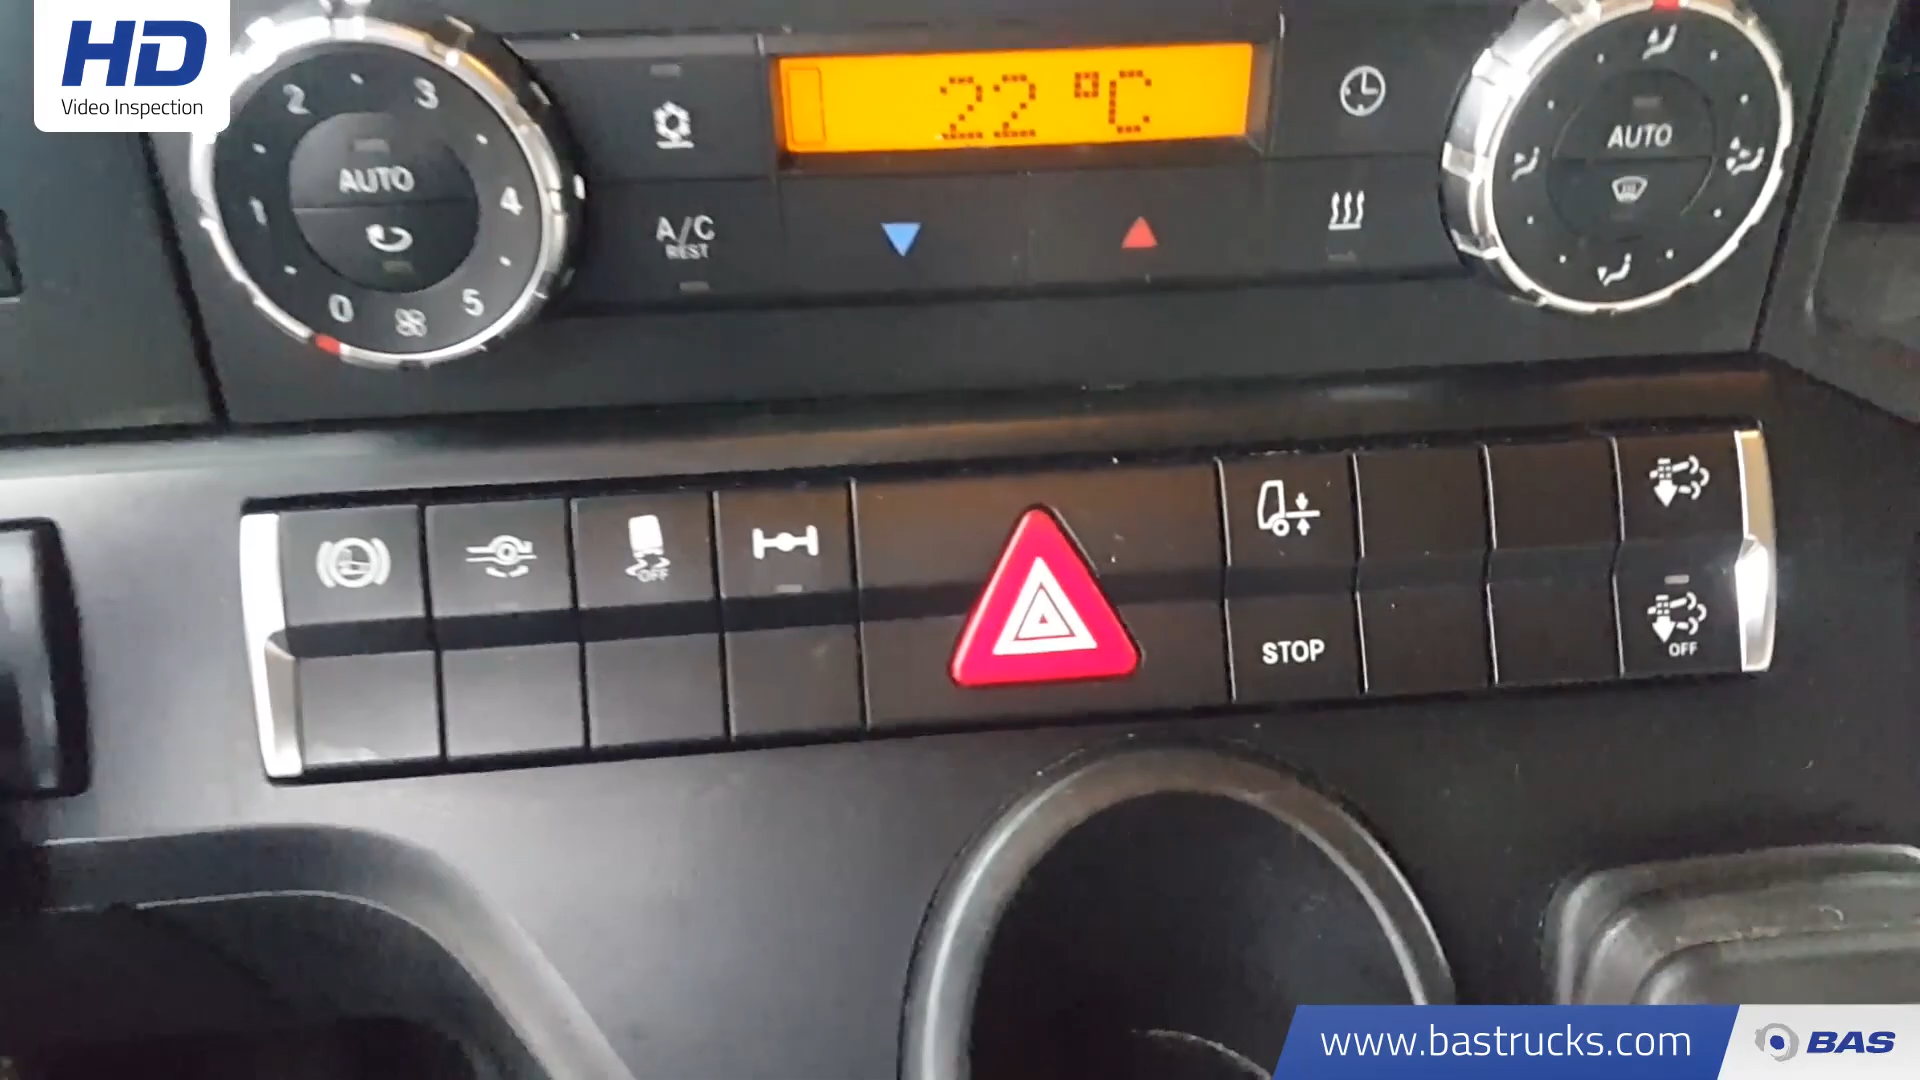 HD
Video Inspection
2 3
1 4
0 5
AUTO
22 °C
A/C
REST
AUTO
OFF
STOP
OFF
www.bastrucks.com
BAS